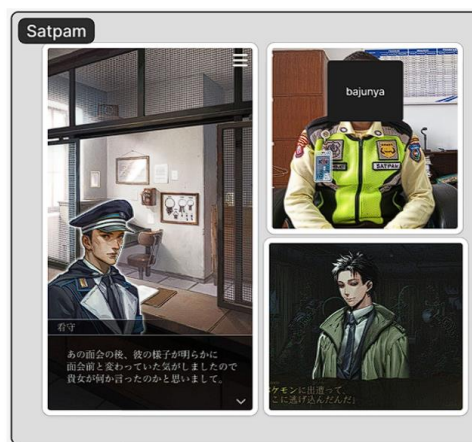 Satpam
看守
あの面会の後、彼の様子が明らかに
面会前と変わっていた気がしましたので
貴女が何か言ったのかと思いまして。
bajunya
SATPAM
ケモンに出遭って、
こに逃げ込んだんだ」